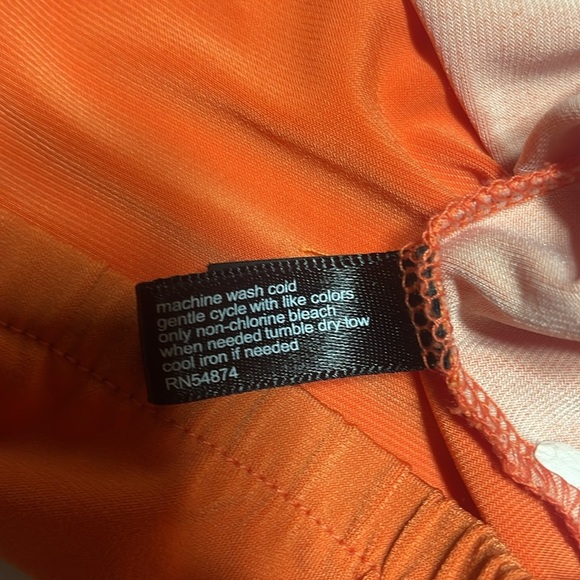 machine wash cold
gentle cycle with like colors
only non-chlorine bleach
when needed tumble dry low
cool iron if needed
RN54874